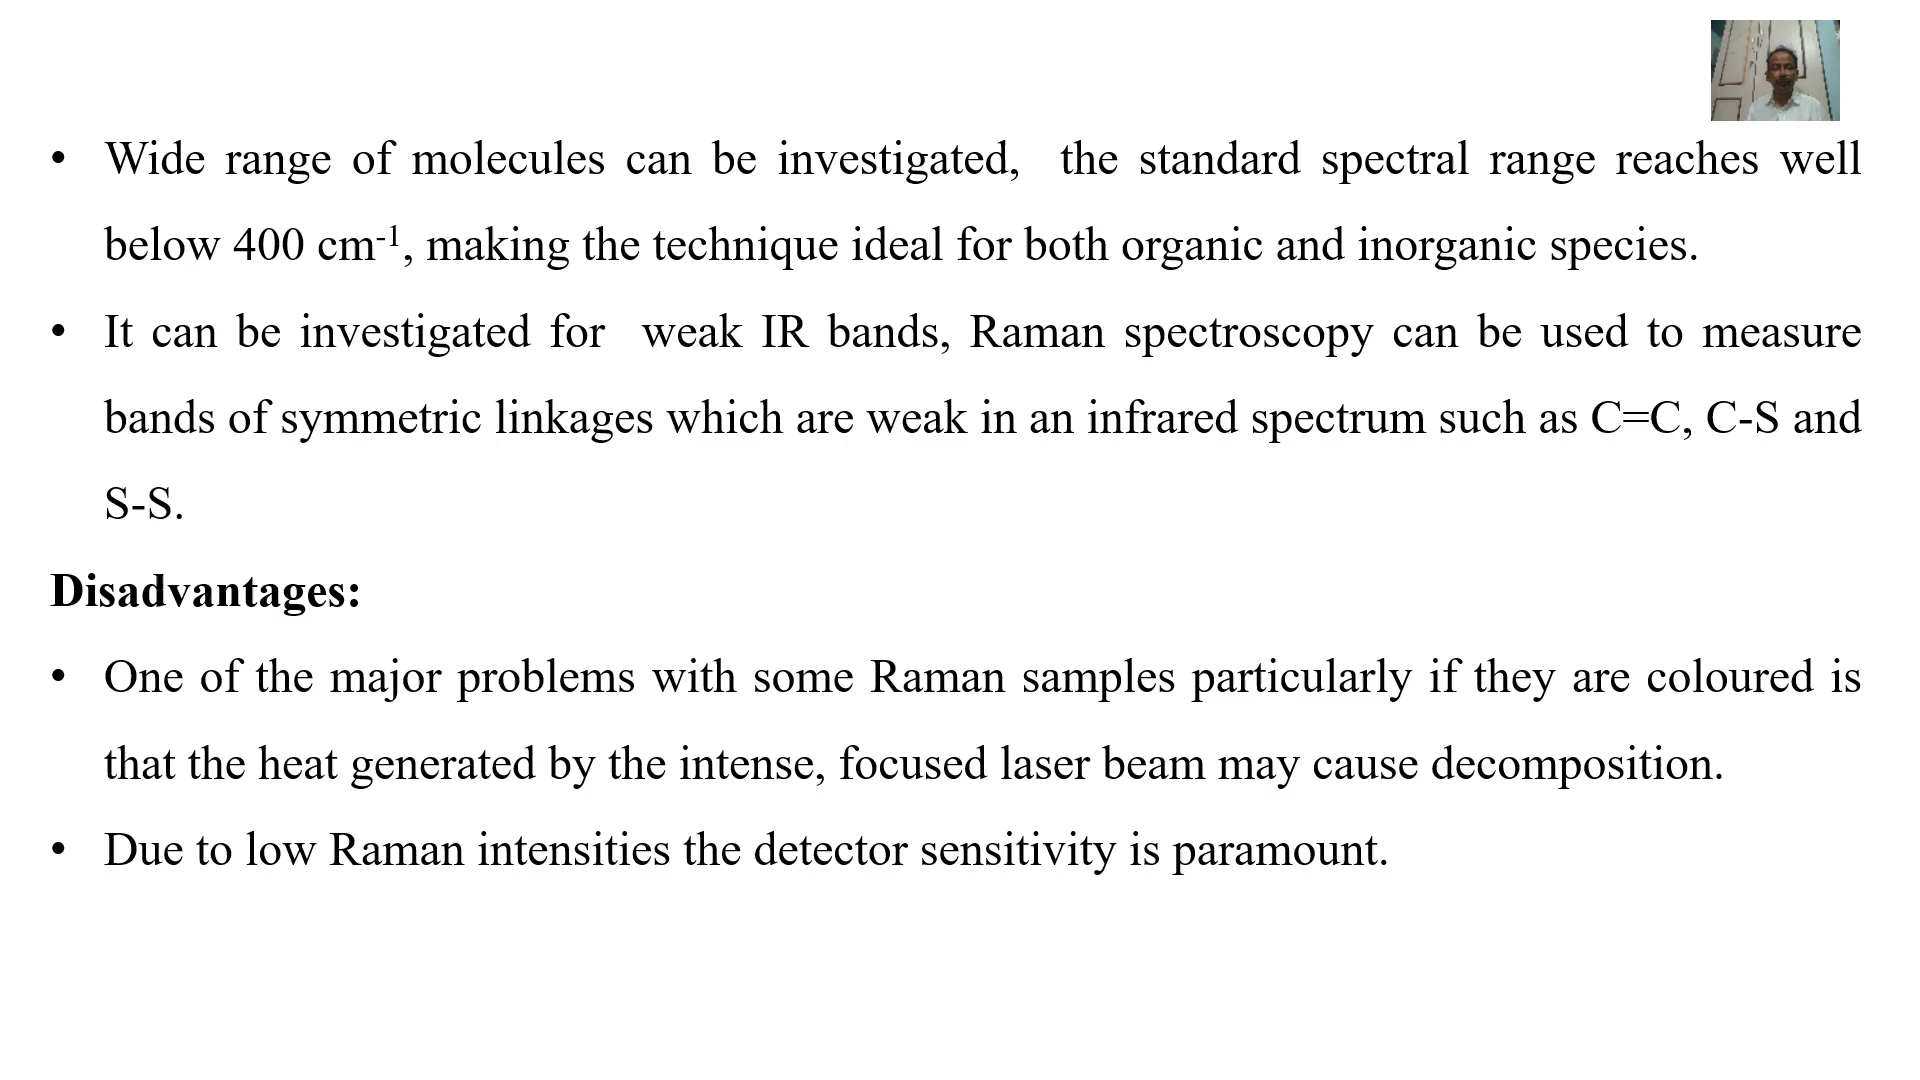 • Wide range of molecules can be investigated,  the standard spectral range reaches well
below 400 cm⁻¹, making the technique ideal for both organic and inorganic species.
• It can be investigated for  weak IR bands, Raman spectroscopy can be used to measure
bands of symmetric linkages which are weak in an infrared spectrum such as C=C, C-S and
S-S.
Disadvantages:
• One of the major problems with some Raman samples particularly if they are coloured is
that the heat generated by the intense, focused laser beam may cause decomposition.
• Due to low Raman intensities the detector sensitivity is paramount.